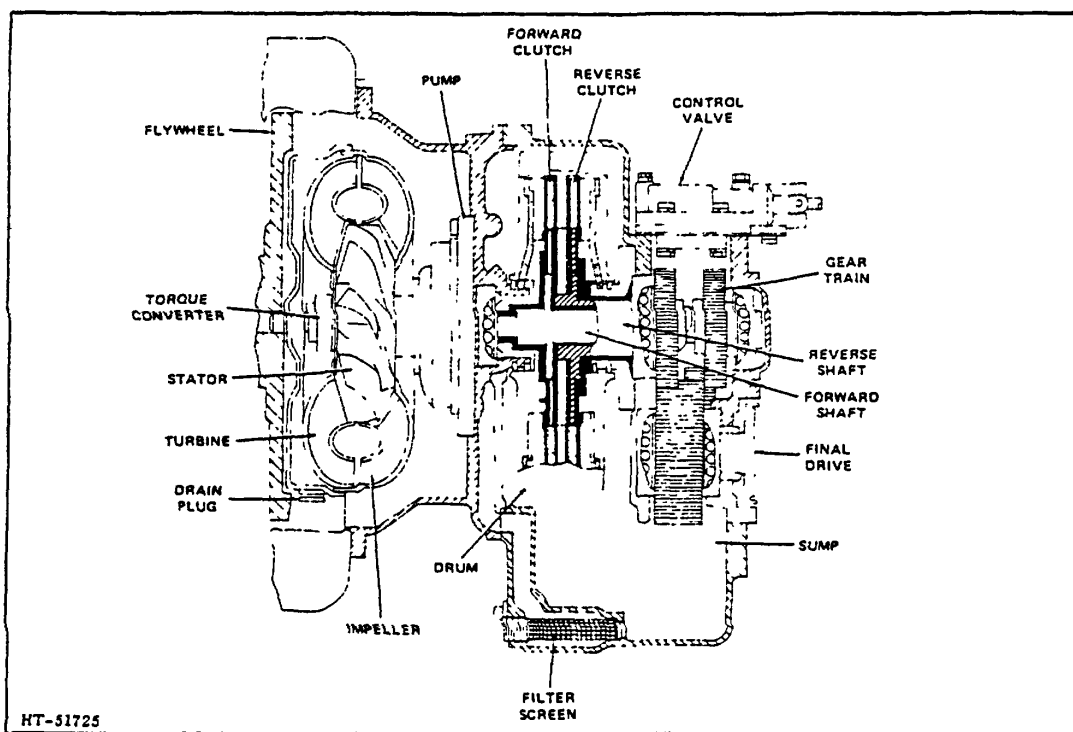 FORWARD
CLUTCH
REVERSE
CLUTCH
PUMP
CONTROL
VALVE
FLYWHEEL
GEAR
TRAIN
TORQUE
CONVERTER
REVERSE
SHAFT
STATOR
FORWARD
SHAFT
TURBINE
FINAL
DRIVE
DRAIN
PLUG
SUMP
DRUM
IMPELLER
FILTER
SCREEN
HT-51725